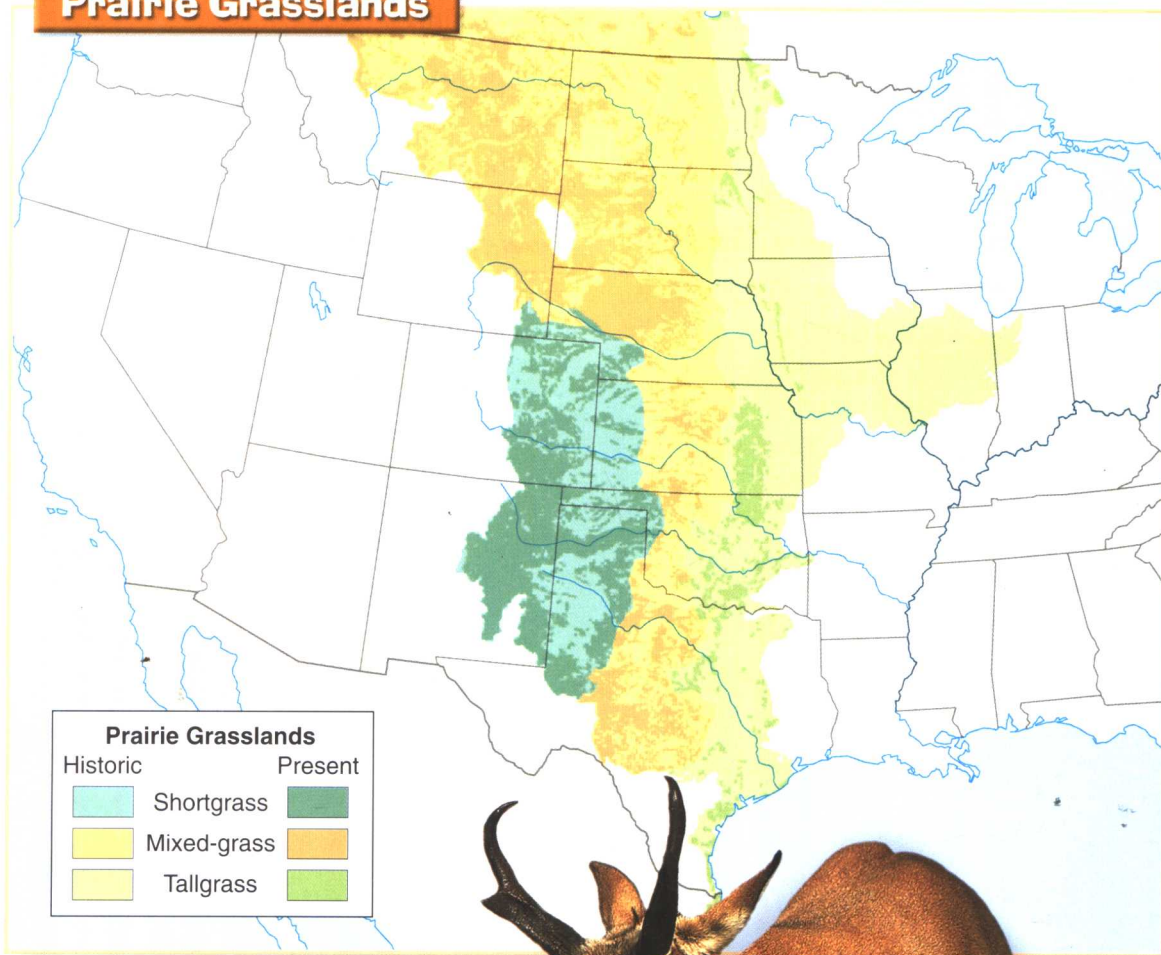 Prairie Grasslands
Prairie Grasslands
Historic Present
Shortgrass
Mixed-grass
Tallgrass